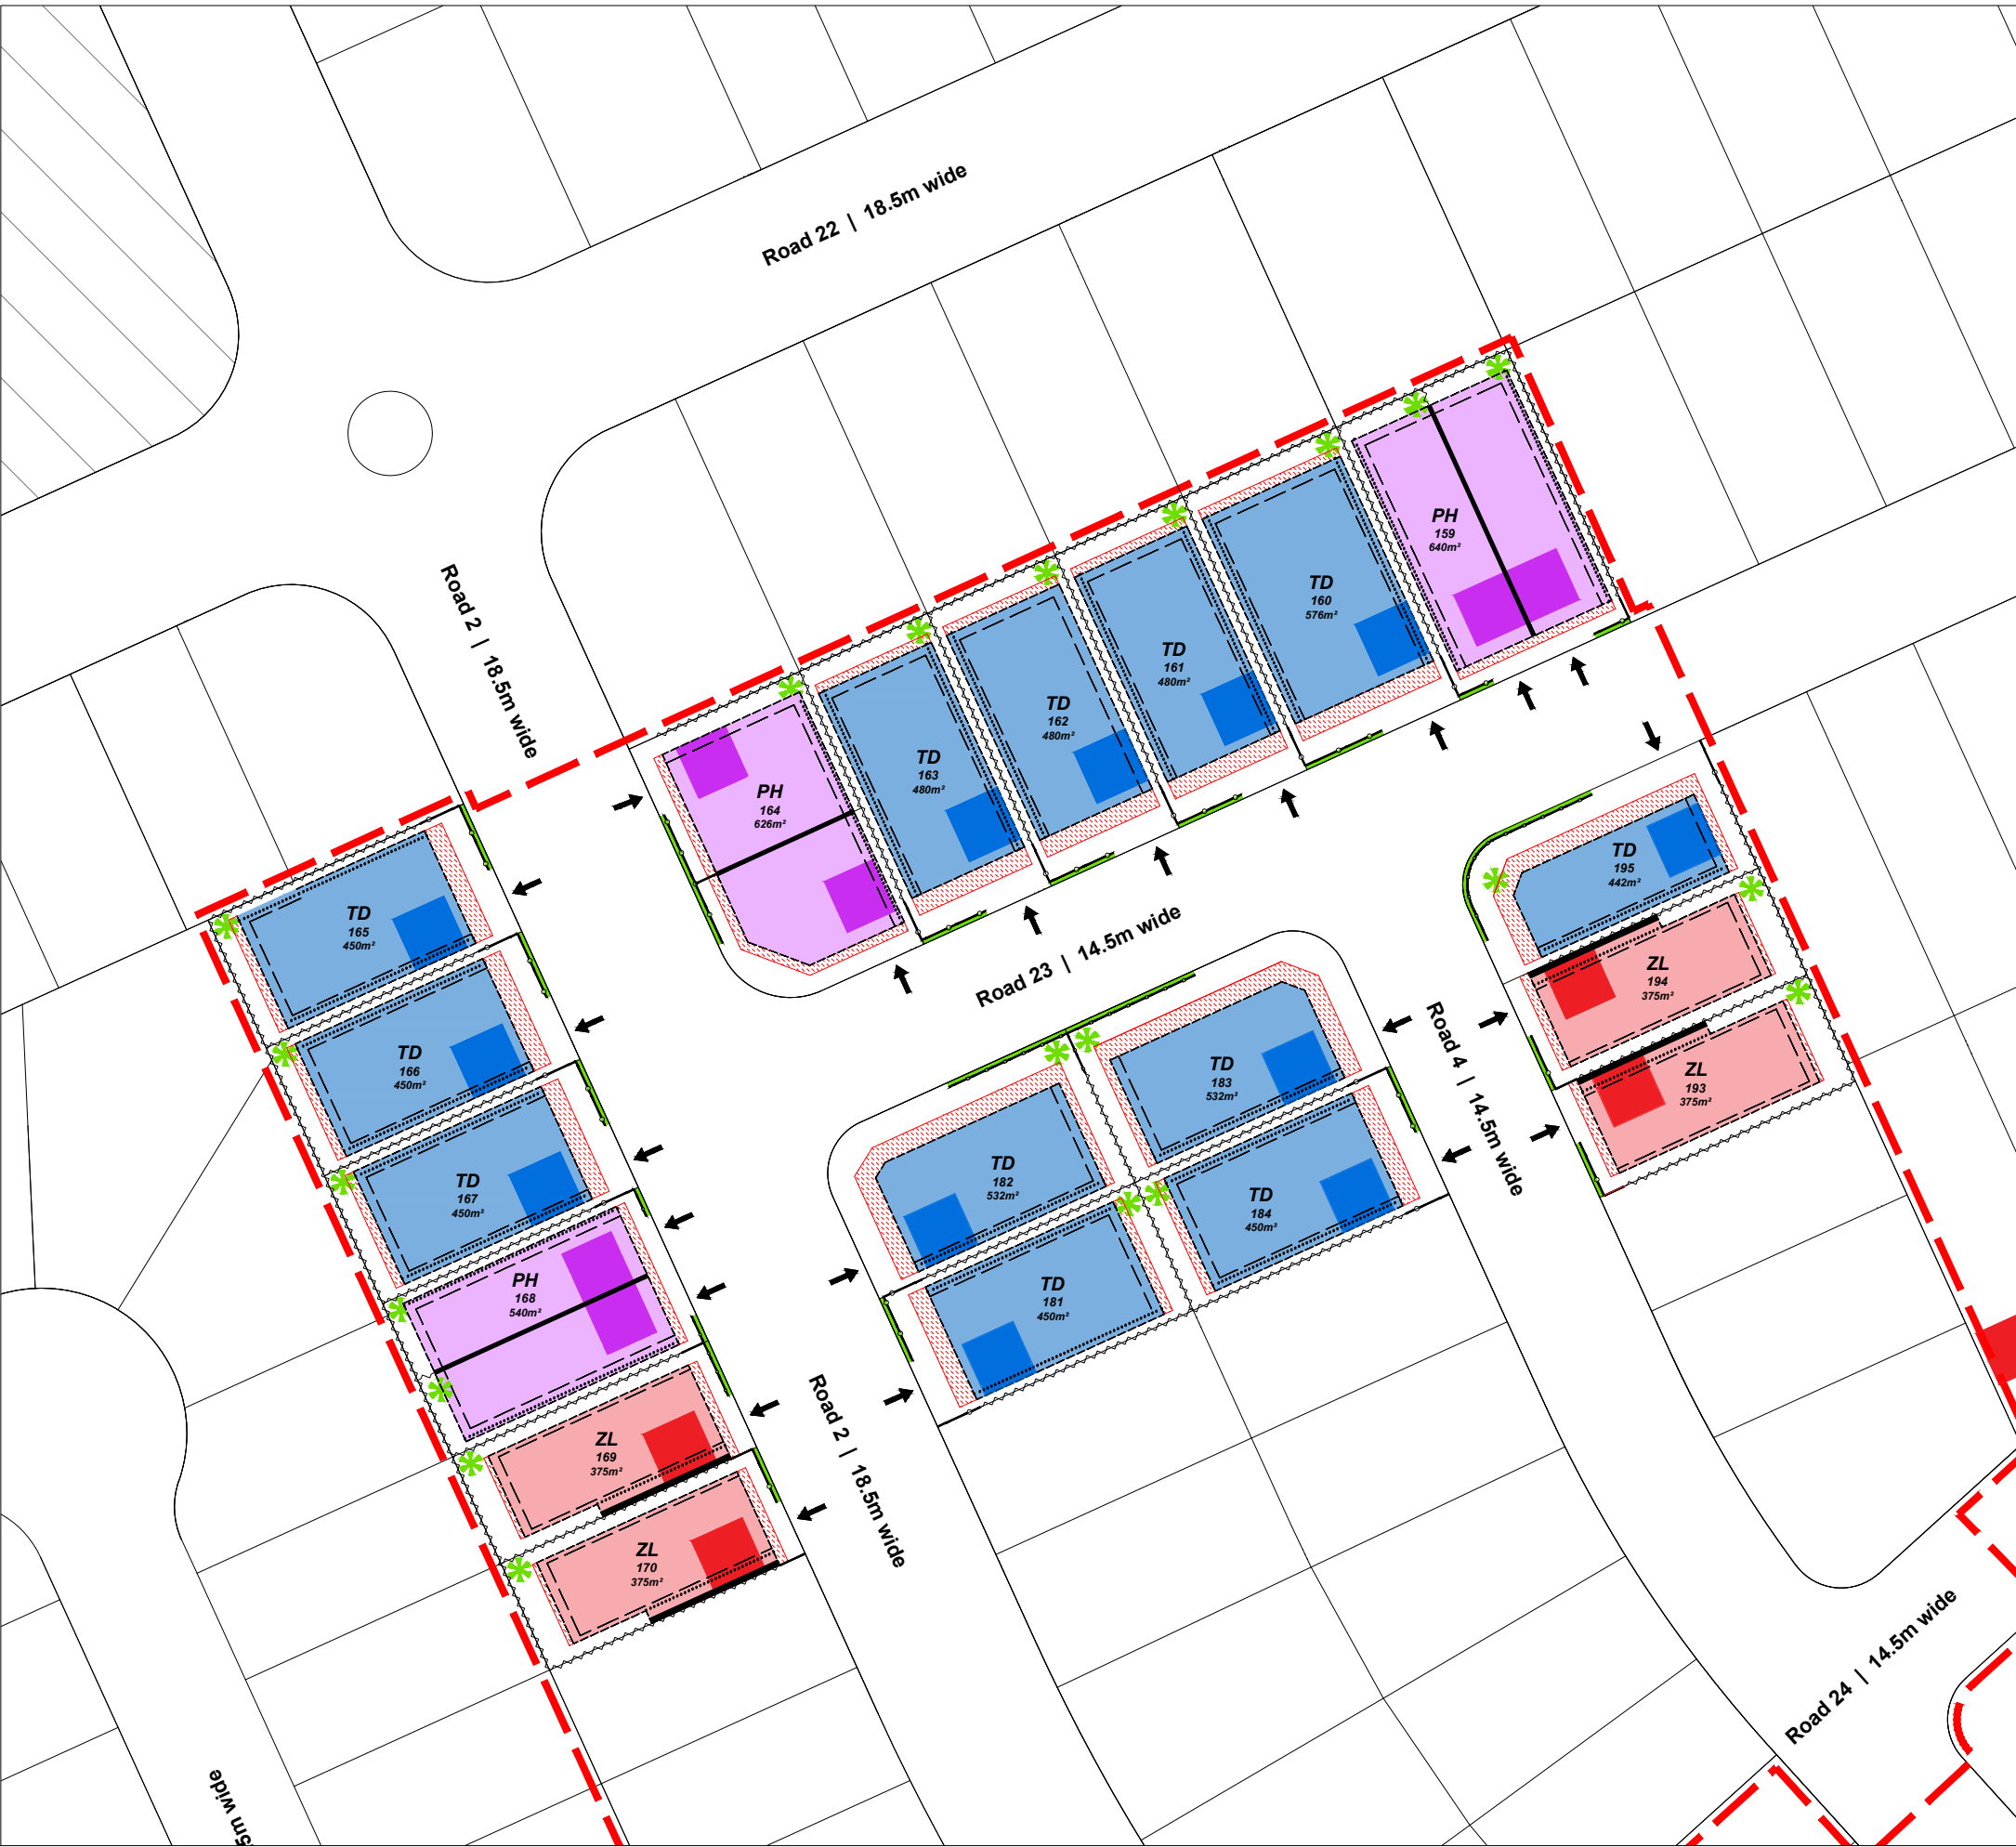 Road 22 | 18.5m wide
Road 2 | 18.5m wide
PH
159
640m²
TD
160
576m²
TD
161
480m²
TD
162
480m²
TD
163
480m²
PH
164
626m²
TD
165
450m²
TD
166
450m²
TD
167
450m²
PH
168
540m²
ZL
169
375m²
ZL
170
375m²
Road 23 | 14.5m wide
TD
183
532m²
TD
182
532m²
TD
184
450m²
TD
181
450m²
Road 4 | 14.5m wide
TD
195
442m²
ZL
194
375m²
ZL
193
375m²
Road 2 | 18.5m wide
Road 24 | 14.5m wide
5m wide